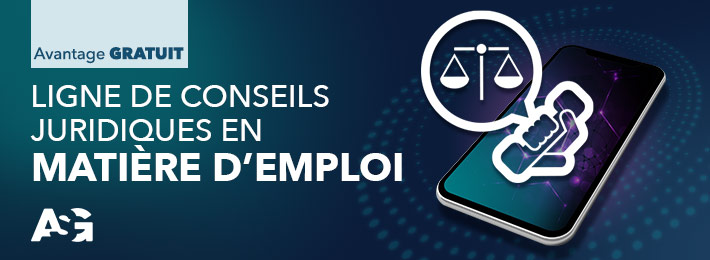 Avantage GRATUIT
LIGNE DE CONSEILS
JURIDIQUES EN
MATIÈRE D'EMPLOI
AsG